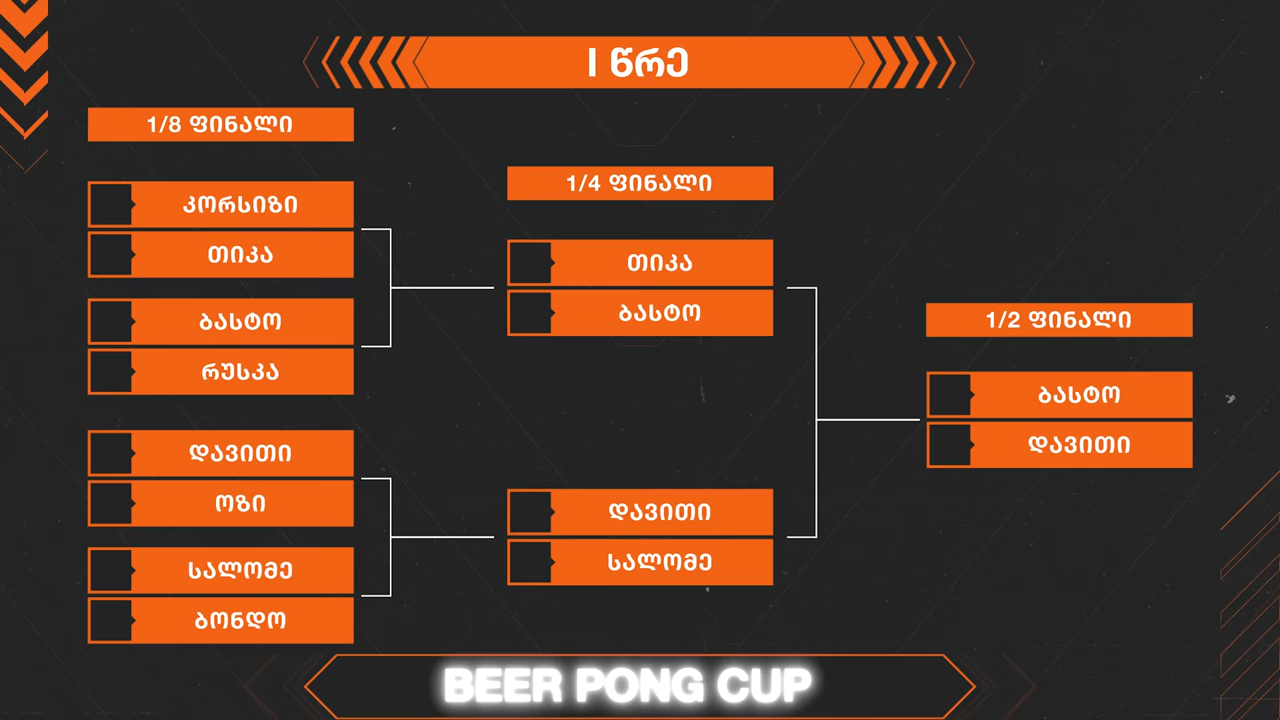 I წრე
1/8 ფინალი
კორსიზი
თიკა
ბასტო
რუსკა
დავითი
ოზი
სალომე
ბონდო
1/4 ფინალი
თიკა
ბასტო
დავითი
სალომე
1/2 ფინალი
ბასტო
დავითი
BEER PONG CUP